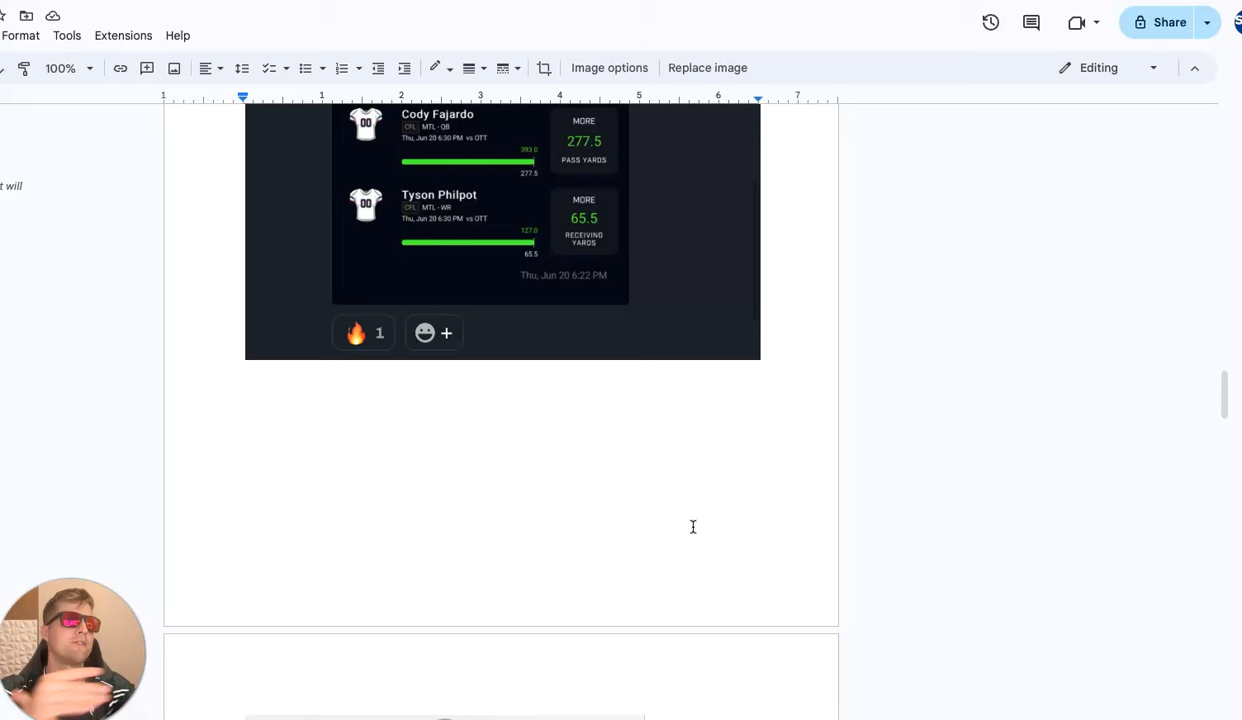 Format Tools Extensions Help
Share
100%
Image options
Replace image
Editing
1 1 2 3 4 5 6 7
t will
Cody Fajardo
CFL MTL - QB
Thu, Jun 20 6:30 PM vs OTT
393.0
277.5
MORE
277.5
PASS YARDS
Tyson Philpot
CFL MTL - WR
Thu, Jun 20 6:30 PM vs OTT
127.0
65.5
MORE
65.5
RECEIVING
YARDS
Thu, Jun 20 6:22 PM
1
00
00